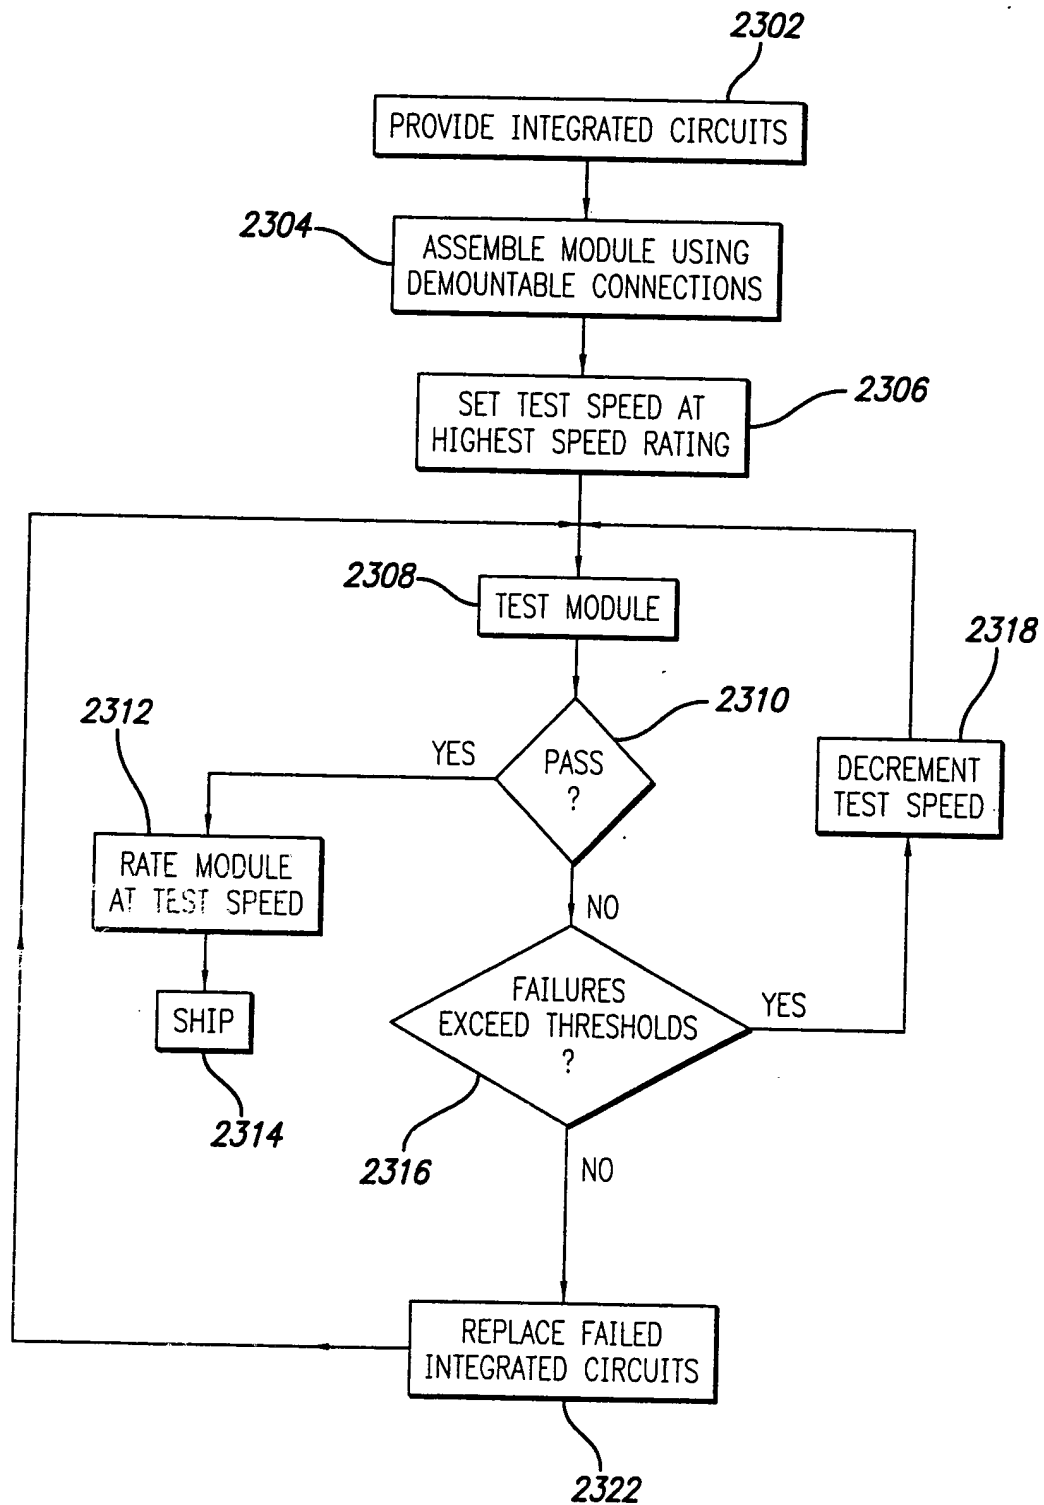 2302
PROVIDE INTEGRATED CIRCUITS
2304
ASSEMBLE MODULE USING
DEMOUNTABLE CONNECTIONS
2306
SET TEST SPEED AT
HIGHEST SPEED RATING
2308
TEST MODULE
2310
PASS
?
YES
2312
RATE MODULE
AT TEST SPEED
SHIP
2314
NO
FAILURES
EXCEED THRESHOLDS
?
2316
YES
2318
DECREMENT
TEST SPEED
NO
REPLACE FAILED
INTEGRATED CIRCUITS
2322